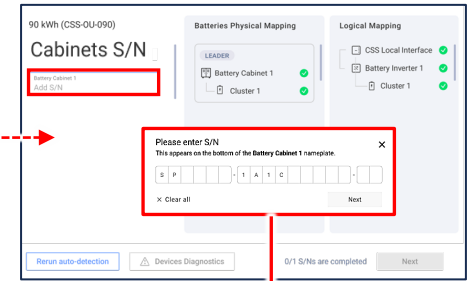 90 kWh (CSS-OU-090)
Cabinets S/N
Battery Cabinet 1
Add S/N
Batteries Physical Mapping
LEADER
Battery Cabinet 1
Cluster 1
Logical Mapping
CSS Local Interface
Battery Inverter 1
Cluster 1
Please enter S/N
This appears on the bottom of the Battery Cabinet 1 nameplate.
S P - 1 A 1 C -
Clear all
Next
Rerun auto-detection
Devices Diagnostics
0/1 S/Ns are completed
Next